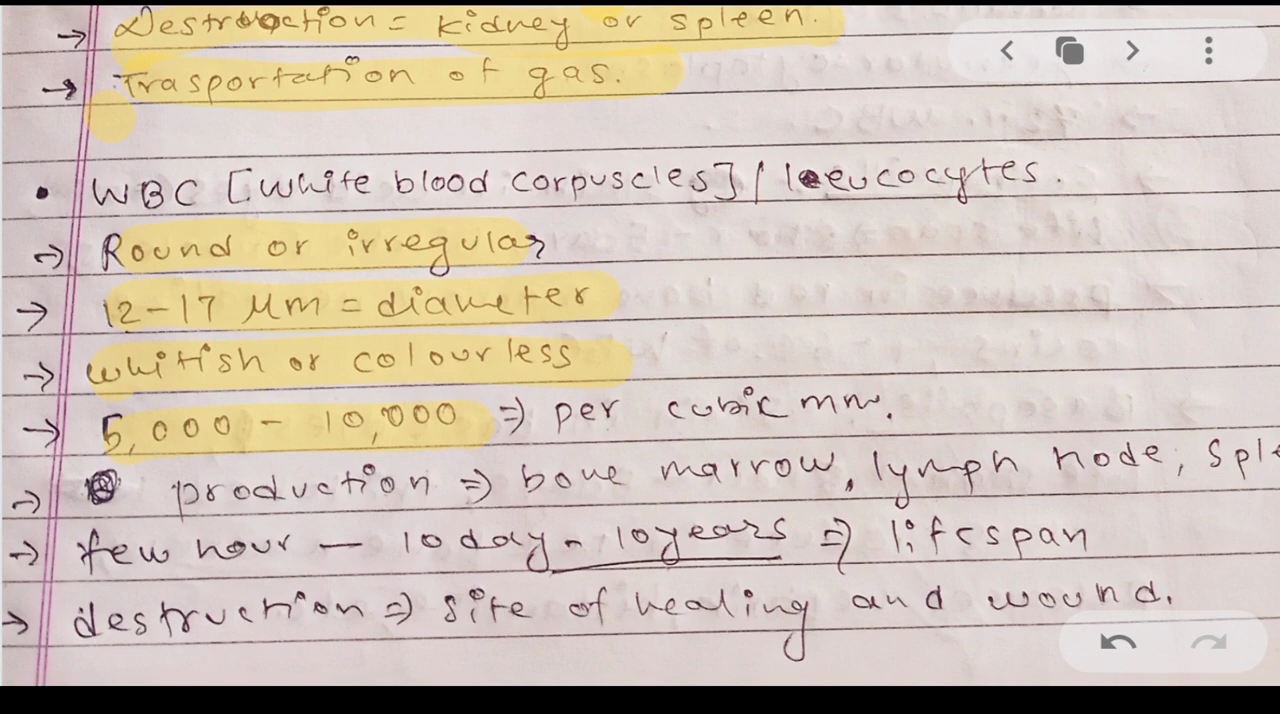 → Destruction = kidney or spleen.
→ Trasportation of gas.
• WBC [White blood corpuscles] / leucocytes.
→ Round or irregular
→ 12-17 μm = diameter
→ whitish or colourless
→ 5,000 - 10,000 ⇒ per cubic mm.
→ production ⇒ bone marrow, lymph node, sple
→ few hour — 10 day - 10 years ⇒ lifespan
→ destruction ⇒ site of healing and wound.